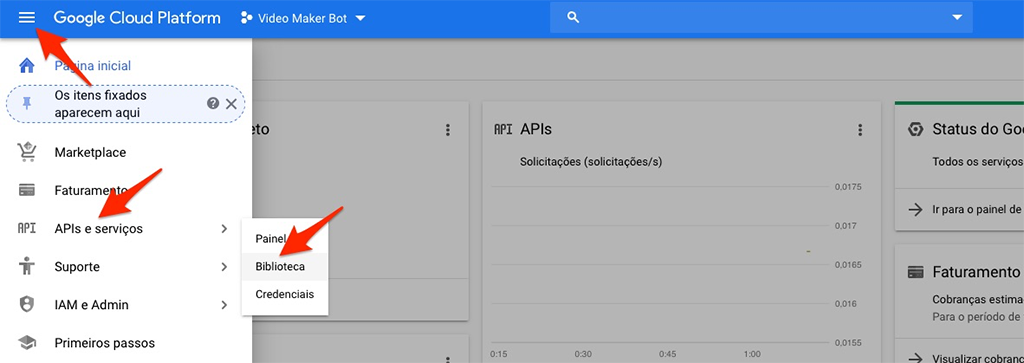 Google Cloud Platform
Video Maker Bot
Página inicial
Os itens fixados
aparecem aqui
Marketplace
Faturamento
APIs e serviços
Suporte
IAM e Admin
Primeiros passos
Painel
Biblioteca
Credenciais
eto
API APIs
Solicitações (solicitações/s)
0,0175
0,017
0,0165
0,016
0,0155
0:15
0:30
0:45
1:00
Status do Goo
Todos os serviços
Ir para o painel de
Faturamento
Cobranças estima
Para o período de
Visualizar cobranc